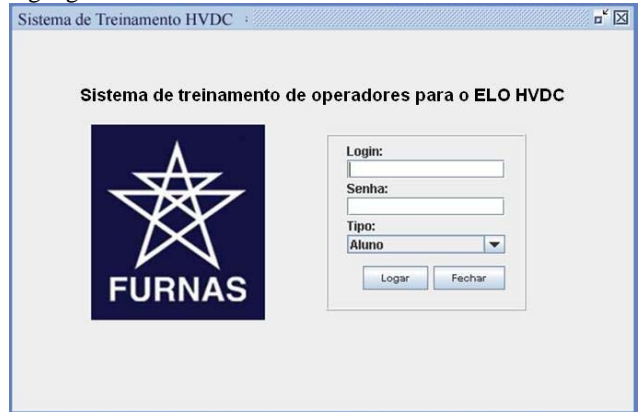 Sistema de Treinamento HVDC
Sistema de treinamento de operadores para o ELO HVDC
FURNAS
Login:
Senha:
Tipo:
Aluno
Logar Fechar